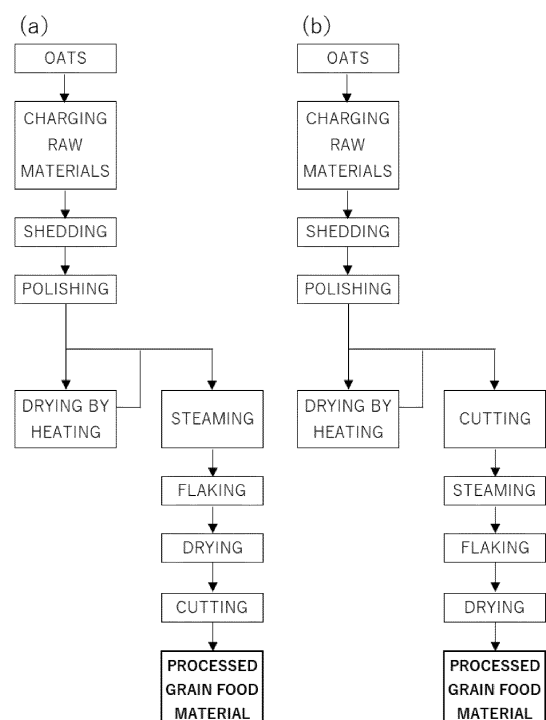 (a)
OATS
CHARGING
RAW
MATERIALS
SHEDDING
POLISHING
DRYING BY
HEATING
STEAMING
FLAKING
DRYING
CUTTING
PROCESSED
GRAIN FOOD
MATERIAL
(b)
OATS
CHARGING
RAW
MATERIALS
SHEDDING
POLISHING
DRYING BY
HEATING
CUTTING
STEAMING
FLAKING
DRYING
PROCESSED
GRAIN FOOD
MATERIAL